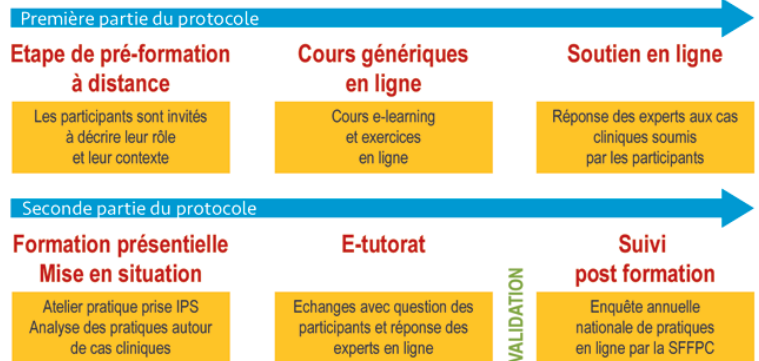 Première partie du protocole
Etape de pré-formation
à distance
Les participants sont invités
à décrire leur rôle
et leur contexte
Cours génériques
en ligne
Cours e-learning
et exercices
en ligne
Soutien en ligne
Réponse des experts aux cas
cliniques soumis
par les participants
Seconde partie du protocole
Formation présentielle
Mise en situation
Atelier pratique prise IPS
Analyse des pratiques autour
de cas cliniques
E-tutorat
Echanges avec question des
participants et réponse des
experts en ligne
VALIDATION
Suivi
post formation
Enquête annuelle
nationale de pratiques
en ligne par la SFFPC